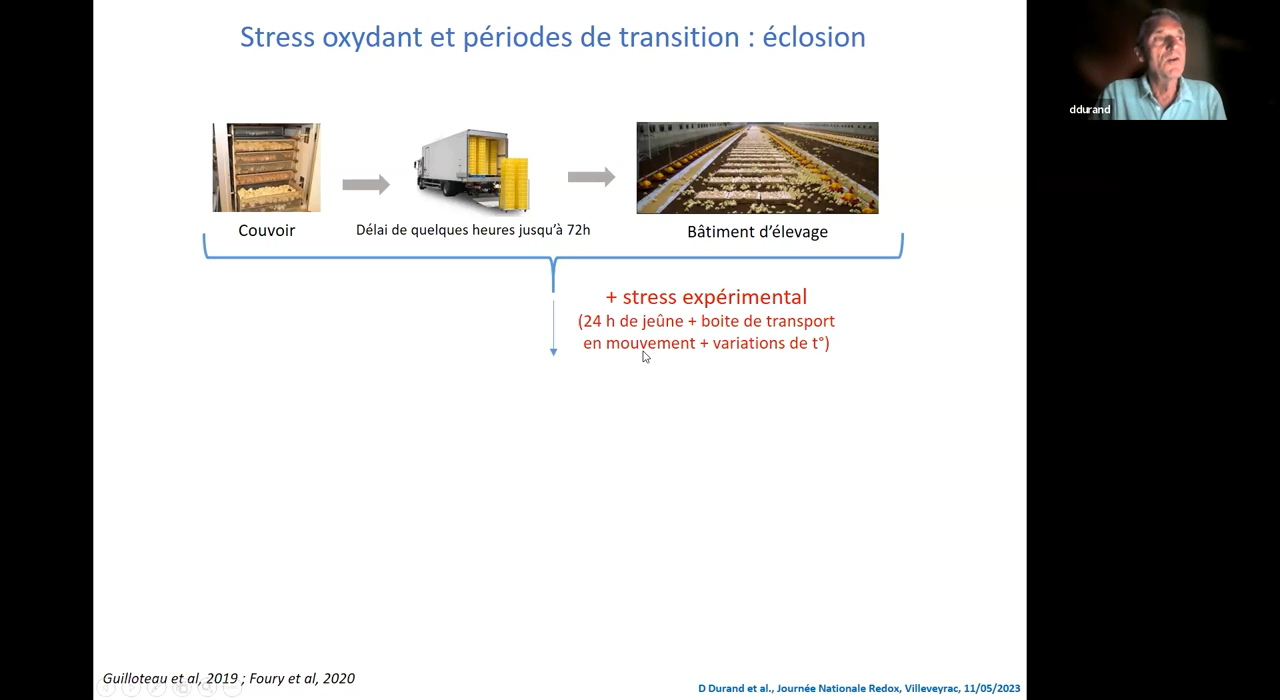 Stress oxydant et périodes de transition : éclosion
ddurand
Couvoir
Délai de quelques heures jusqu’à 72h
Bâtiment d’élevage
+ stress expérimental
(24 h de jeûne + boite de transport
en mouvement + variations de t°)
Guilloteau et al, 2019 ; Foury et al, 2020
D Durand et al., Journée Nationale Redox, Villeveyrac, 11/05/2023